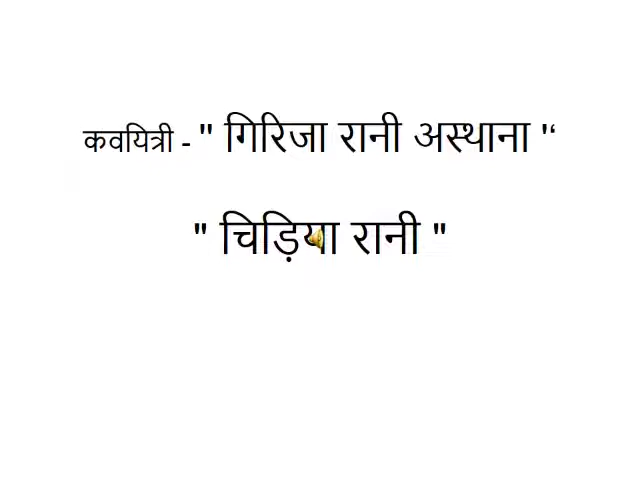 कवयित्री - " गिरिजा रानी अस्थाना "“
" चिड़िया रानी "